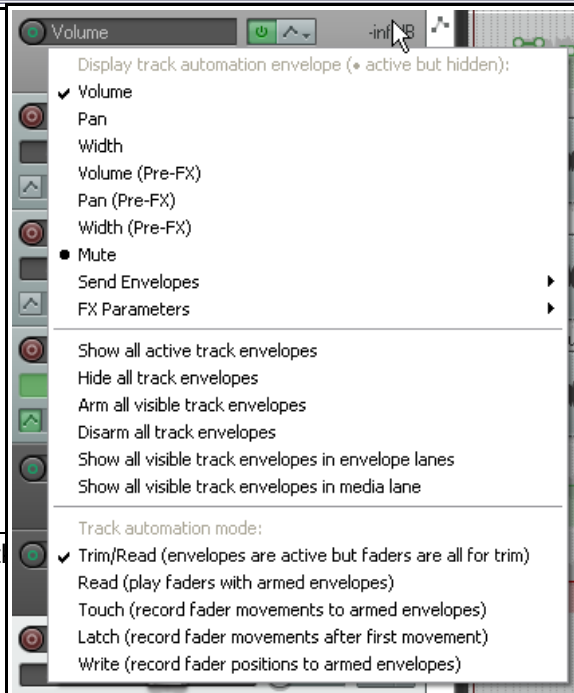 Volume -inf dB
Display track automation envelope (• active but hidden):
Volume
Pan
Width
Volume (Pre-FX)
Pan (Pre-FX)
Width (Pre-FX)
Mute
Send Envelopes
FX Parameters
Show all active track envelopes
Hide all track envelopes
Arm all visible track envelopes
Disarm all track envelopes
Show all visible track envelopes in envelope lanes
Show all visible track envelopes in media lane
Track automation mode:
Trim/Read (envelopes are active but faders are all for trim)
Read (play faders with armed envelopes)
Touch (record fader movements to armed envelopes)
Latch (record fader movements after first movement)
Write (record fader positions to armed envelopes)